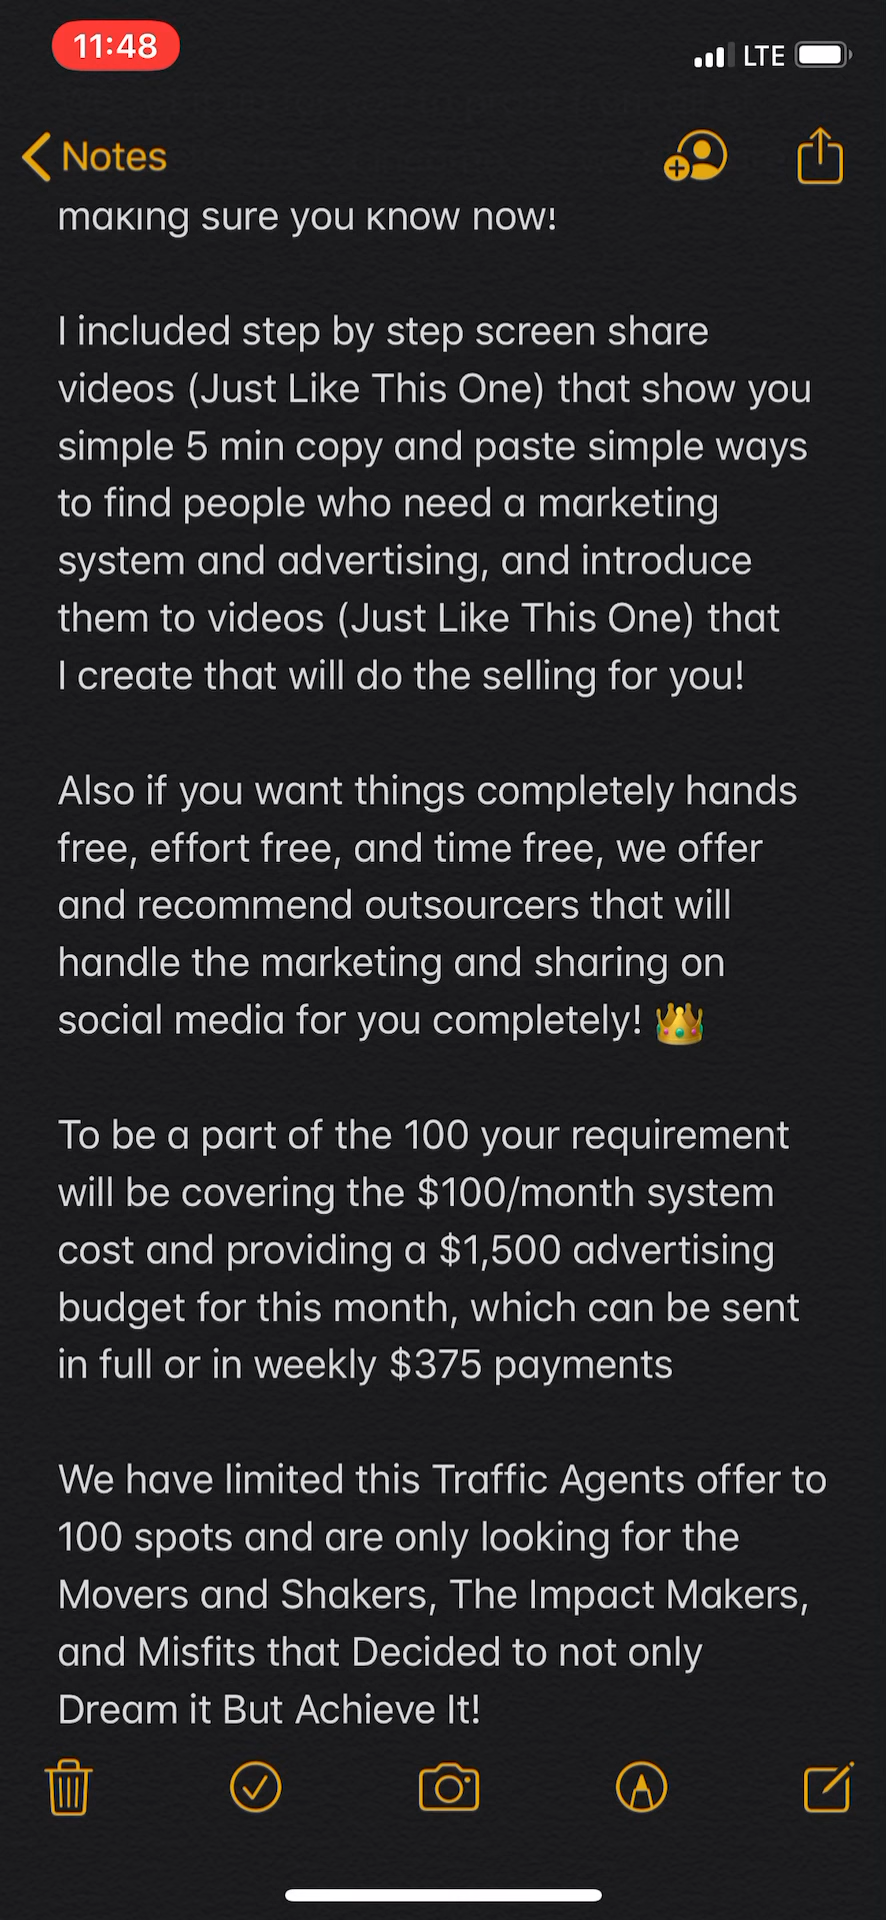 11:48
LTE
Notes
making sure you know now!
I included step by step screen share
videos (Just Like This One) that show you
simple 5 min copy and paste simple ways
to find people who need a marketing
system and advertising, and introduce
them to videos (Just Like This One) that
I create that will do the selling for you!
Also if you want things completely hands
free, effort free, and time free, we offer
and recommend outsourcers that will
handle the marketing and sharing on
social media for you completely! 👑
To be a part of the 100 your requirement
will be covering the $100/month system
cost and providing a $1,500 advertising
budget for this month, which can be sent
in full or in weekly $375 payments
We have limited this Traffic Agents offer to
100 spots and are only looking for the
Movers and Shakers, The Impact Makers,
and Misfits that Decided to not only
Dream it But Achieve It!